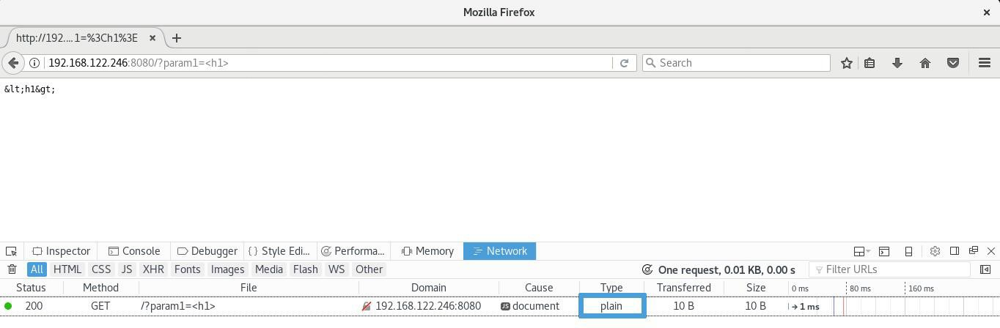 Mozilla Firefox
http://192....1=%3Ch1%3E
192.168.122.246:8080/?param1=<h1> Search
&lt;h1&gt;
Inspector Console Debugger { } Style Edi... Performa... Memory Network
All HTML CSS JS XHR Fonts Images Media Flash WS Other One request, 0.01 KB, 0.00 s Filter URLs
Status Method File Domain Cause Type Transferred Size 0 ms 80 ms 160 ms
200 GET /?param1=<h1> 192.168.122.246:8080 JS document plain 10 B 10 B → 1 ms